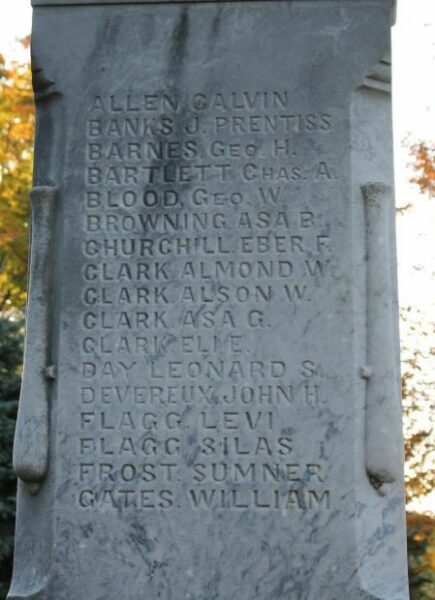 ALLEN CALVIN
BANKS. J. PRENTISS
BARNES, GEO. H.
BARTLETT CHAS. A.
BLOOD, GEO. W.
BROWNING ASA B.
CHURCHILL EBER F.
CLARK ALMOND W.
CLARK ALSON W.
CLARK ASA G.
CLARK ELI E.
DAY LEONARD S.
DEVEREUX JOHN H.
FLAGG. LEVI
FLAGG. SILAS
FROST. SUMNER
GATES. WILLIAM